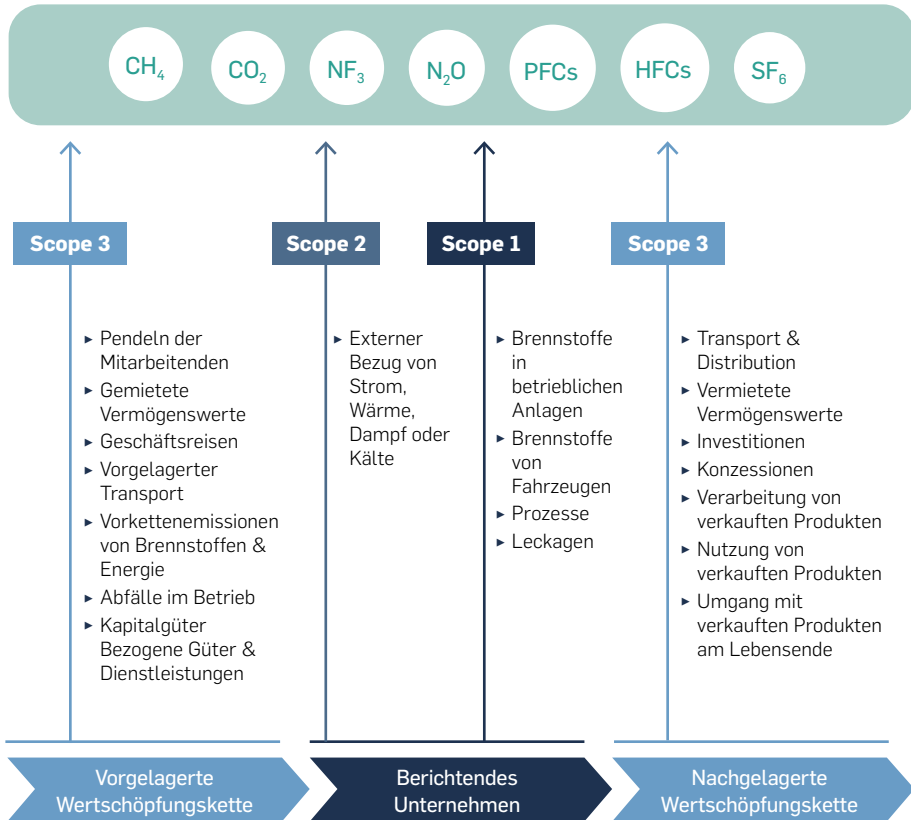 CH₄ CO₂ NF₃ N₂O PFCs HFCs SF₆
Scope 3
▸ Pendeln der
Mitarbeitenden
▸ Gemietete
Vermögenswerte
▸ Geschäftsreisen
▸ Vorgelagerter
Transport
▸ Vorkettenemissionen
von Brennstoffen &
Energie
▸ Abfälle im Betrieb
▸ Kapitalgüter
Bezogene Güter &
Dienstleistungen
Scope 2
▸ Externer
Bezug von
Strom,
Wärme,
Dampf oder
Kälte
Scope 1
▸ Brennstoffe
in
betrieblichen
Anlagen
▸ Brennstoffe
von
Fahrzeugen
▸ Prozesse
▸ Leckagen
Scope 3
▸ Transport &
Distribution
▸ Vermietete
Vermögenswerte
▸ Investitionen
▸ Konzessionen
▸ Verarbeitung von
verkauften Produkten
▸ Nutzung von
verkauften Produkten
▸ Umgang mit
verkauften Produkten
am Lebensende
Vorgelagerte
Wertschöpfungskette
Berichtendes
Unternehmen
Nachgelagerte
Wertschöpfungskette